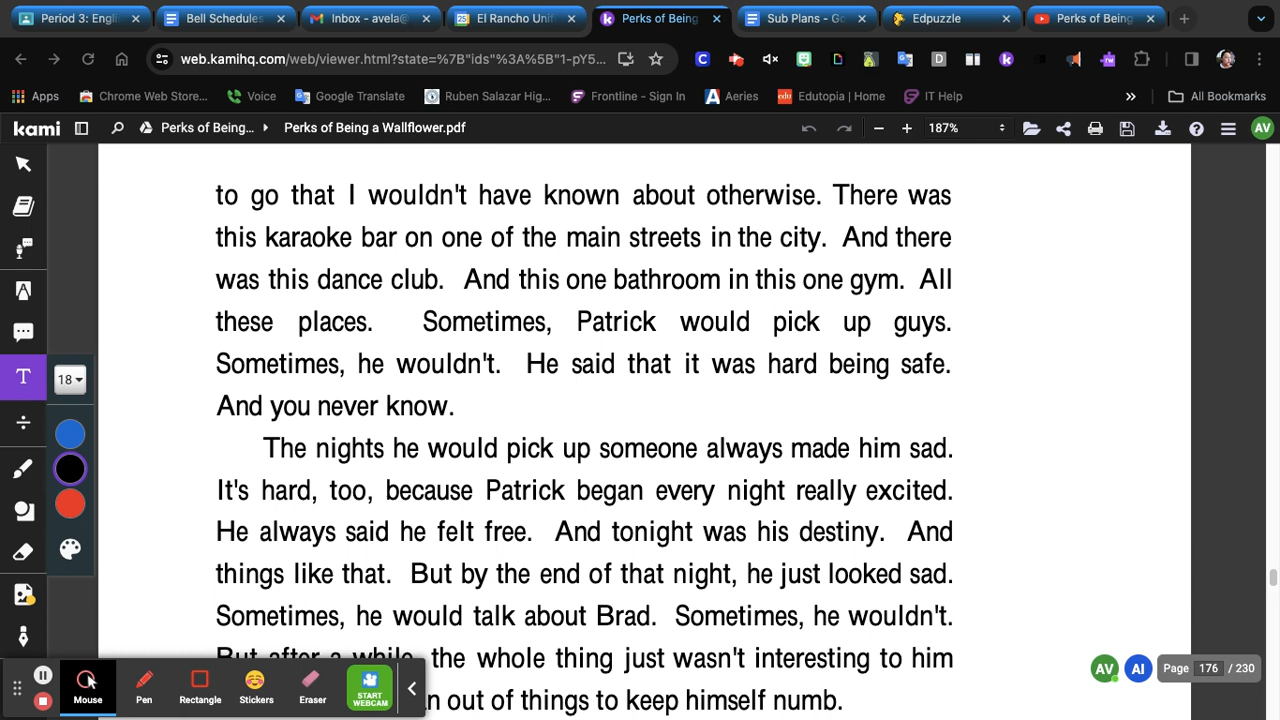 Period 3: Engli
Bell Schedules
Inbox - avela@
El Rancho Unif
Perks of Being
Sub Plans - Go
Edpuzzle
Perks of Being
web.kamihq.com/web/viewer.html?state=%7B"ids"%3A%5B"1-pY5...
Apps
Chrome Web Store...
Voice
Google Translate
Ruben Salazar Hig...
Frontline - Sign In
Aeries
Edutopia | Home
IT Help
»
All Bookmarks
kami
Perks of Being...
Perks of Being a Wallflower.pdf
187%
AV
to go that I wouldn't have known about otherwise. There was
this karaoke bar on one of the main streets in the city. And there
was this dance club. And this one bathroom in this one gym. All
these places. Sometimes, Patrick would pick up guys.
Sometimes, he wouldn't. He said that it was hard being safe.
And you never know.
The nights he would pick up someone always made him sad.
It's hard, too, because Patrick began every night really excited.
He always said he felt free. And tonight was his destiny. And
things like that. But by the end of that night, he just looked sad.
Sometimes, he would talk about Brad. Sometimes, he wouldn't.
But after a while, the whole thing just wasn't interesting to him
out of things to keep himself numb.
18
AV
AI
Page 176 / 230
Mouse
Pen
Rectangle
Stickers
Eraser
START
WEBCAM